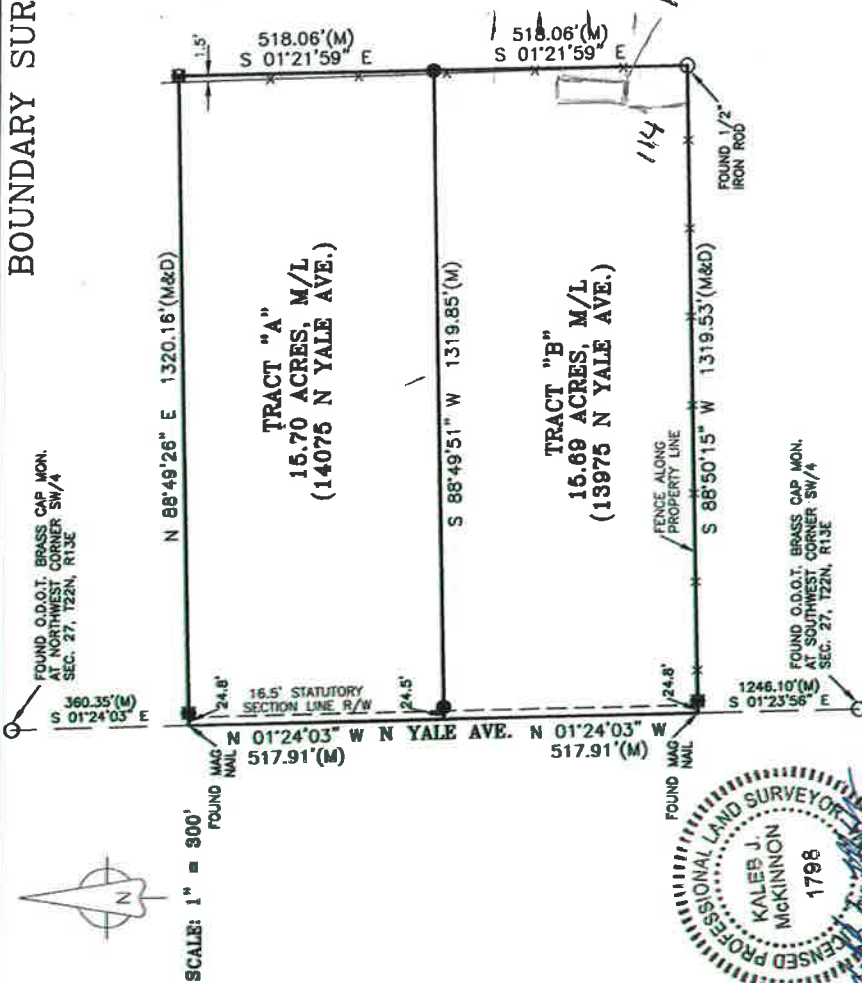 BOUNDARY SUR
FOUND O.D.O.T. BRASS CAP MON.
AT NORTHWEST CORNER SW/4
SEC. 27, T22N, R13E
360.35'(M)
S 01°24'03" E
N 88°49'26" E 1320.16'(M&D)
1.5'
518.06'(M)
S 01°21'59" E
518.06'(M)
S 01°21'59" E
TRACT "A"
15.70 ACRES, M/L
(14075 N YALE AVE.)
S 88°49'51" W 1319.85'(M)
TRACT "B"
15.69 ACRES, M/L
(13975 N YALE AVE.)
114
FOUND 1/2"
IRON ROD
FENCE ALONG
PROPERTY LINE
S 88°50'15" W 1319.53'(M&D)
24.8'
16.5' STATUTORY
SECTION LINE R/W
24.5'
24.8'
N 01°24'03" W N YALE AVE. N 01°24'03" W
517.91'(M)
517.91'(M)
FOUND MAG
NAIL
FOUND MAG
NAIL
FOUND O.D.O.T. BRASS CAP MON.
AT SOUTHWEST CORNER SW/4
SEC. 27, T22N, R13E
1246.10'(M)
S 01°23'56" E
N
SCALE: 1" = 300'
LICENSED PROFESSIONAL LAND SURVEYOR
KALEB J.
McKINNON
1798